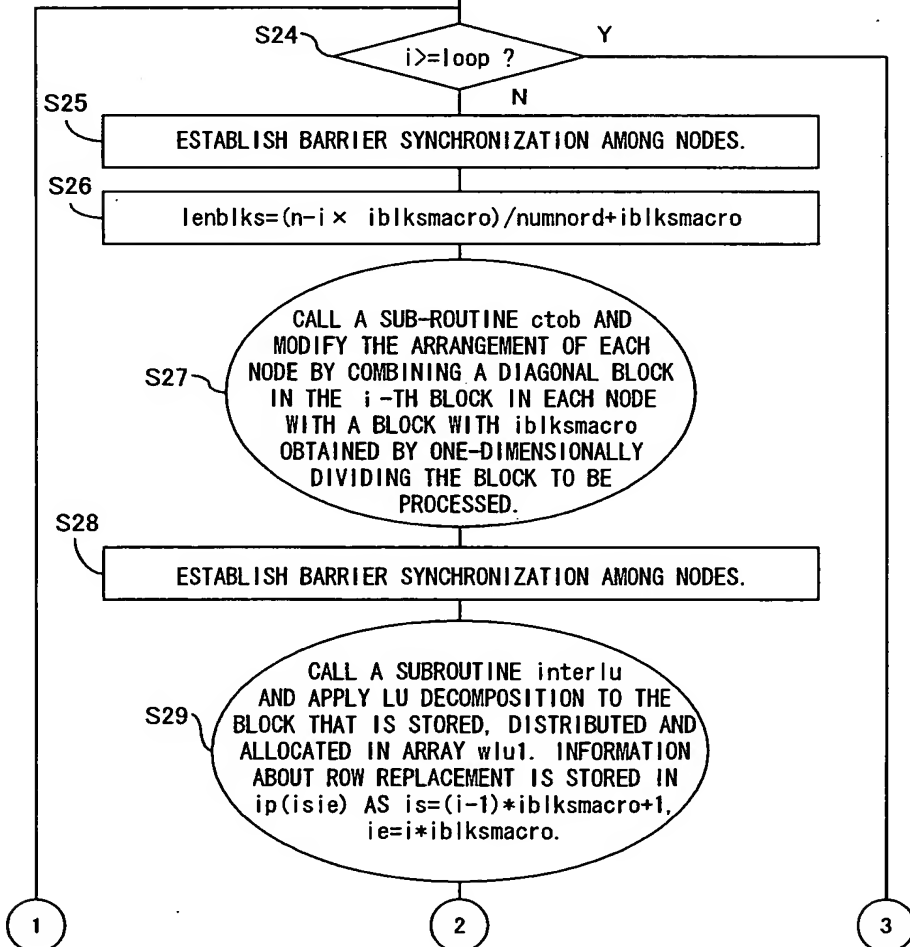 S24
i>=loop ?
Y
N
S25
ESTABLISH BARRIER SYNCHRONIZATION AMONG NODES.
S26
lenblks=(n-i× iblksmacro)/numnord+iblksmacro
S27
CALL A SUB-ROUTINE ctob AND
MODIFY THE ARRANGEMENT OF EACH
NODE BY COMBINING A DIAGONAL BLOCK
IN THE i-TH BLOCK IN EACH NODE
WITH A BLOCK WITH iblksmacro
OBTAINED BY ONE-DIMENSIONALLY
DIVIDING THE BLOCK TO BE
PROCESSED.
S28
ESTABLISH BARRIER SYNCHRONIZATION AMONG NODES.
S29
CALL A SUBROUTINE interlu
AND APPLY LU DECOMPOSITION TO THE
BLOCK THAT IS STORED, DISTRIBUTED AND
ALLOCATED IN ARRAY wlu1. INFORMATION
ABOUT ROW REPLACEMENT IS STORED IN
ip(isie) AS is=(i-1)*iblksmacro+1,
ie=i*iblksmacro.
1
2
3